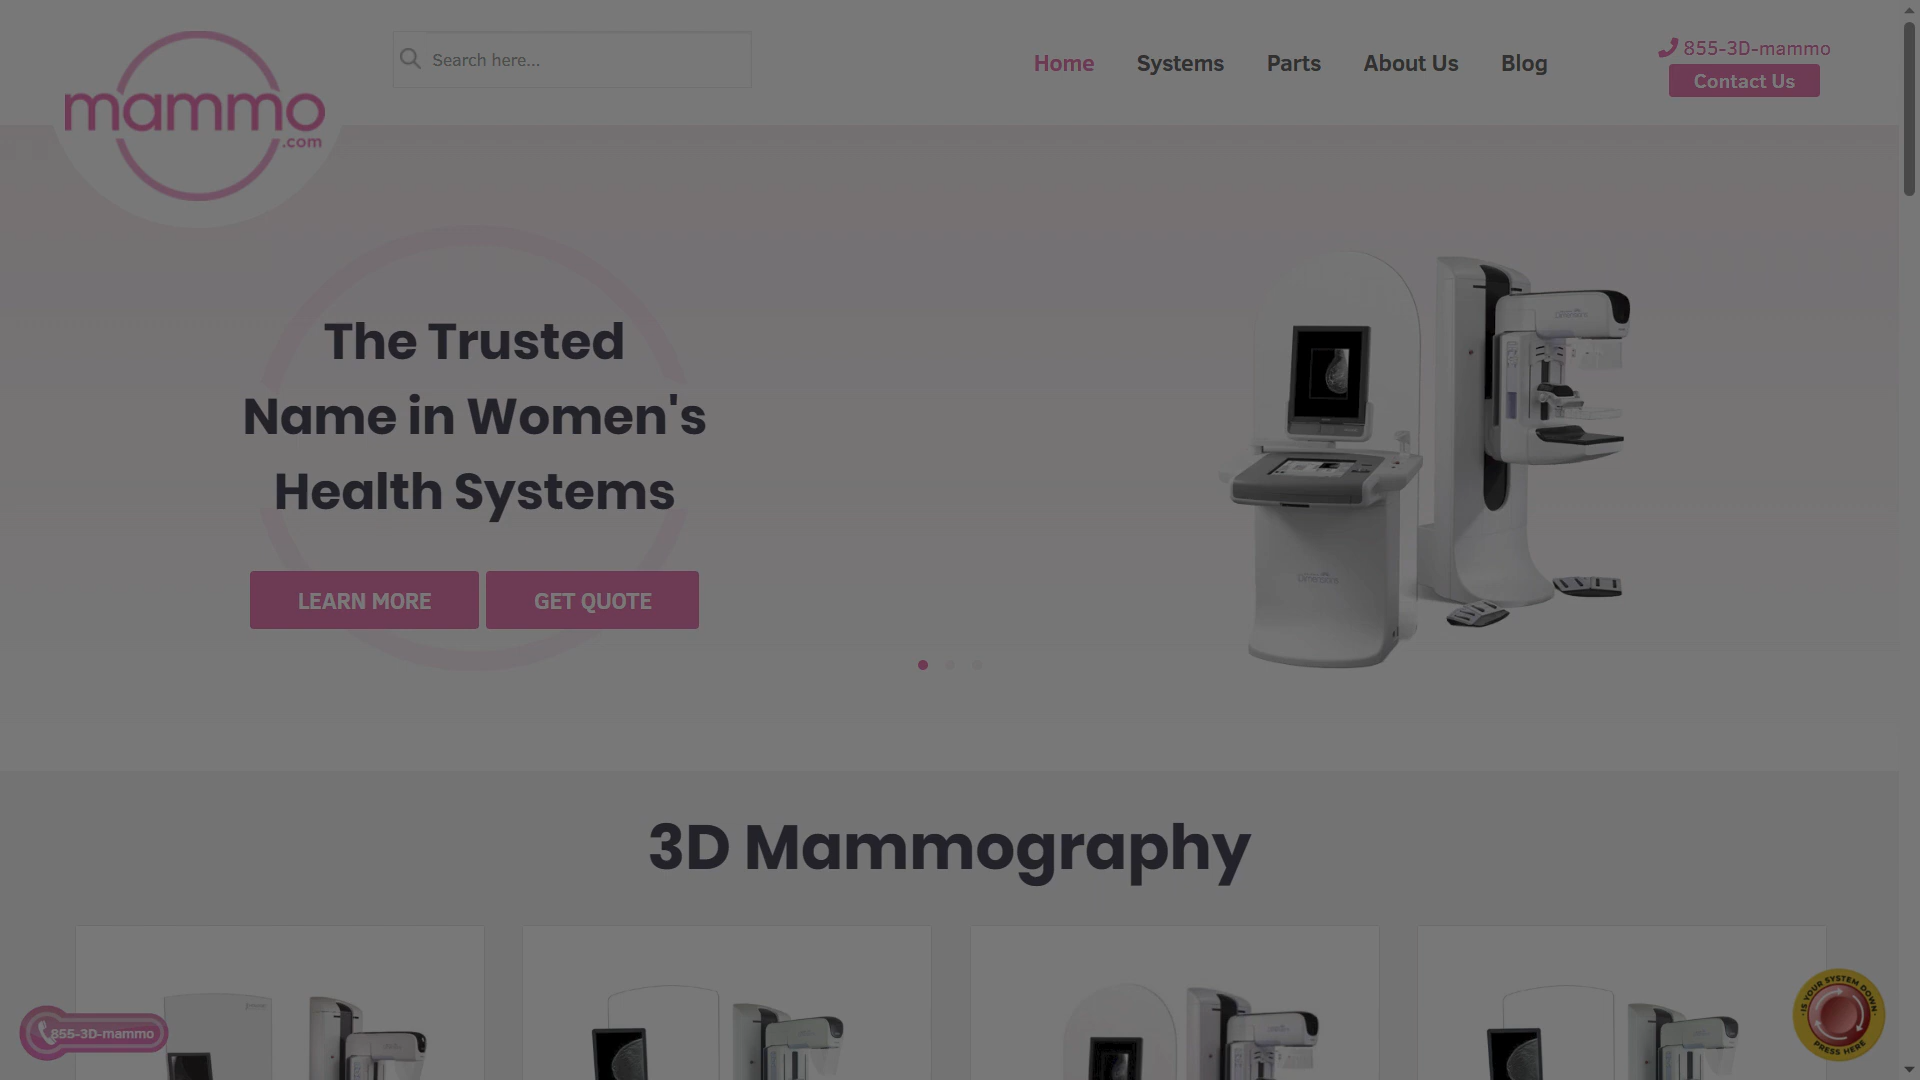 mammo
.com
Search here...
Home
Systems
Parts
About Us
Blog
855-3D-mammo
Contact Us
The Trusted
Name in Women's
Health Systems
LEARN MORE
GET QUOTE
3D Mammography
855-3D-mammo
IS YOUR SYSTEM DOWN
PRESS HERE